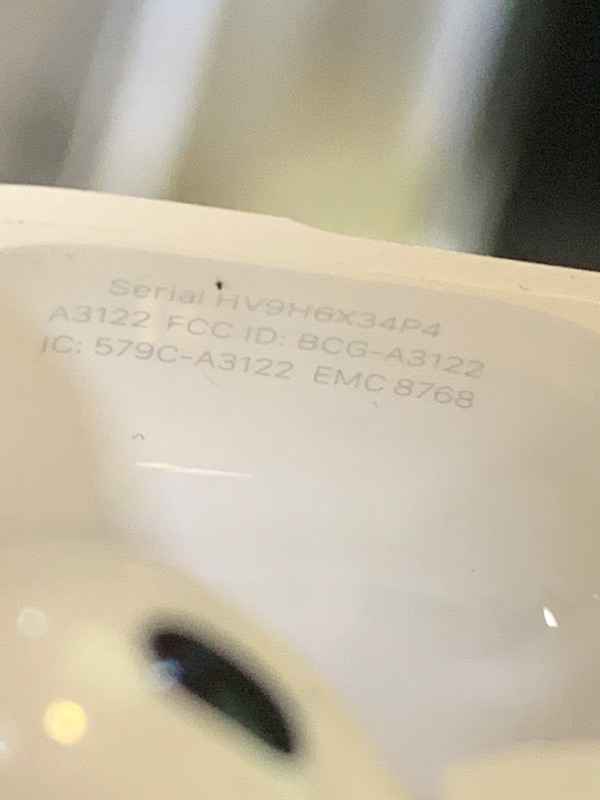 Serial HV9H6X34P4
A3122 FCC ID: BCG-A3122
IC: 579C-A3122 EMC 8768